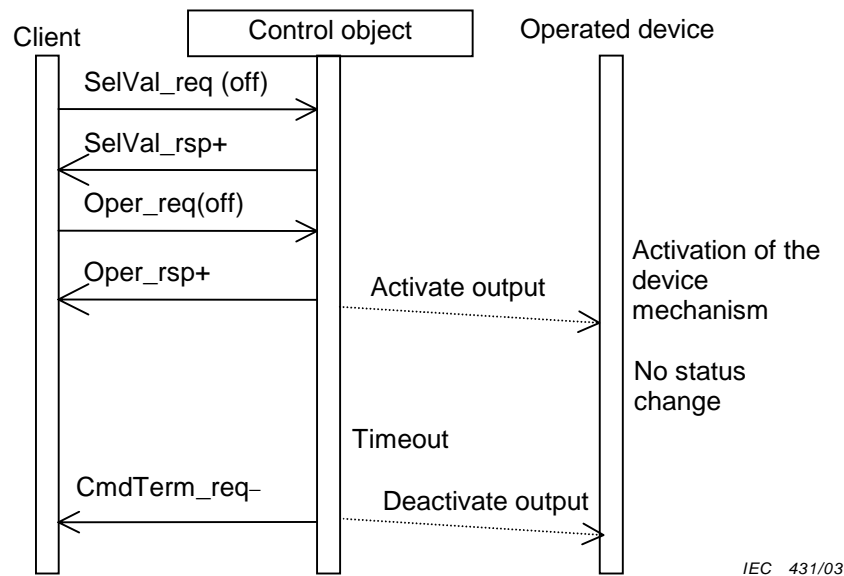 Client
Control object
Operated device
SelVal_req (off)
SelVal_rsp+
Oper_req(off)
Oper_rsp+
Activate output
Activation of the
device
mechanism
No status
change
Timeout
CmdTerm_req–
Deactivate output
IEC 431/03